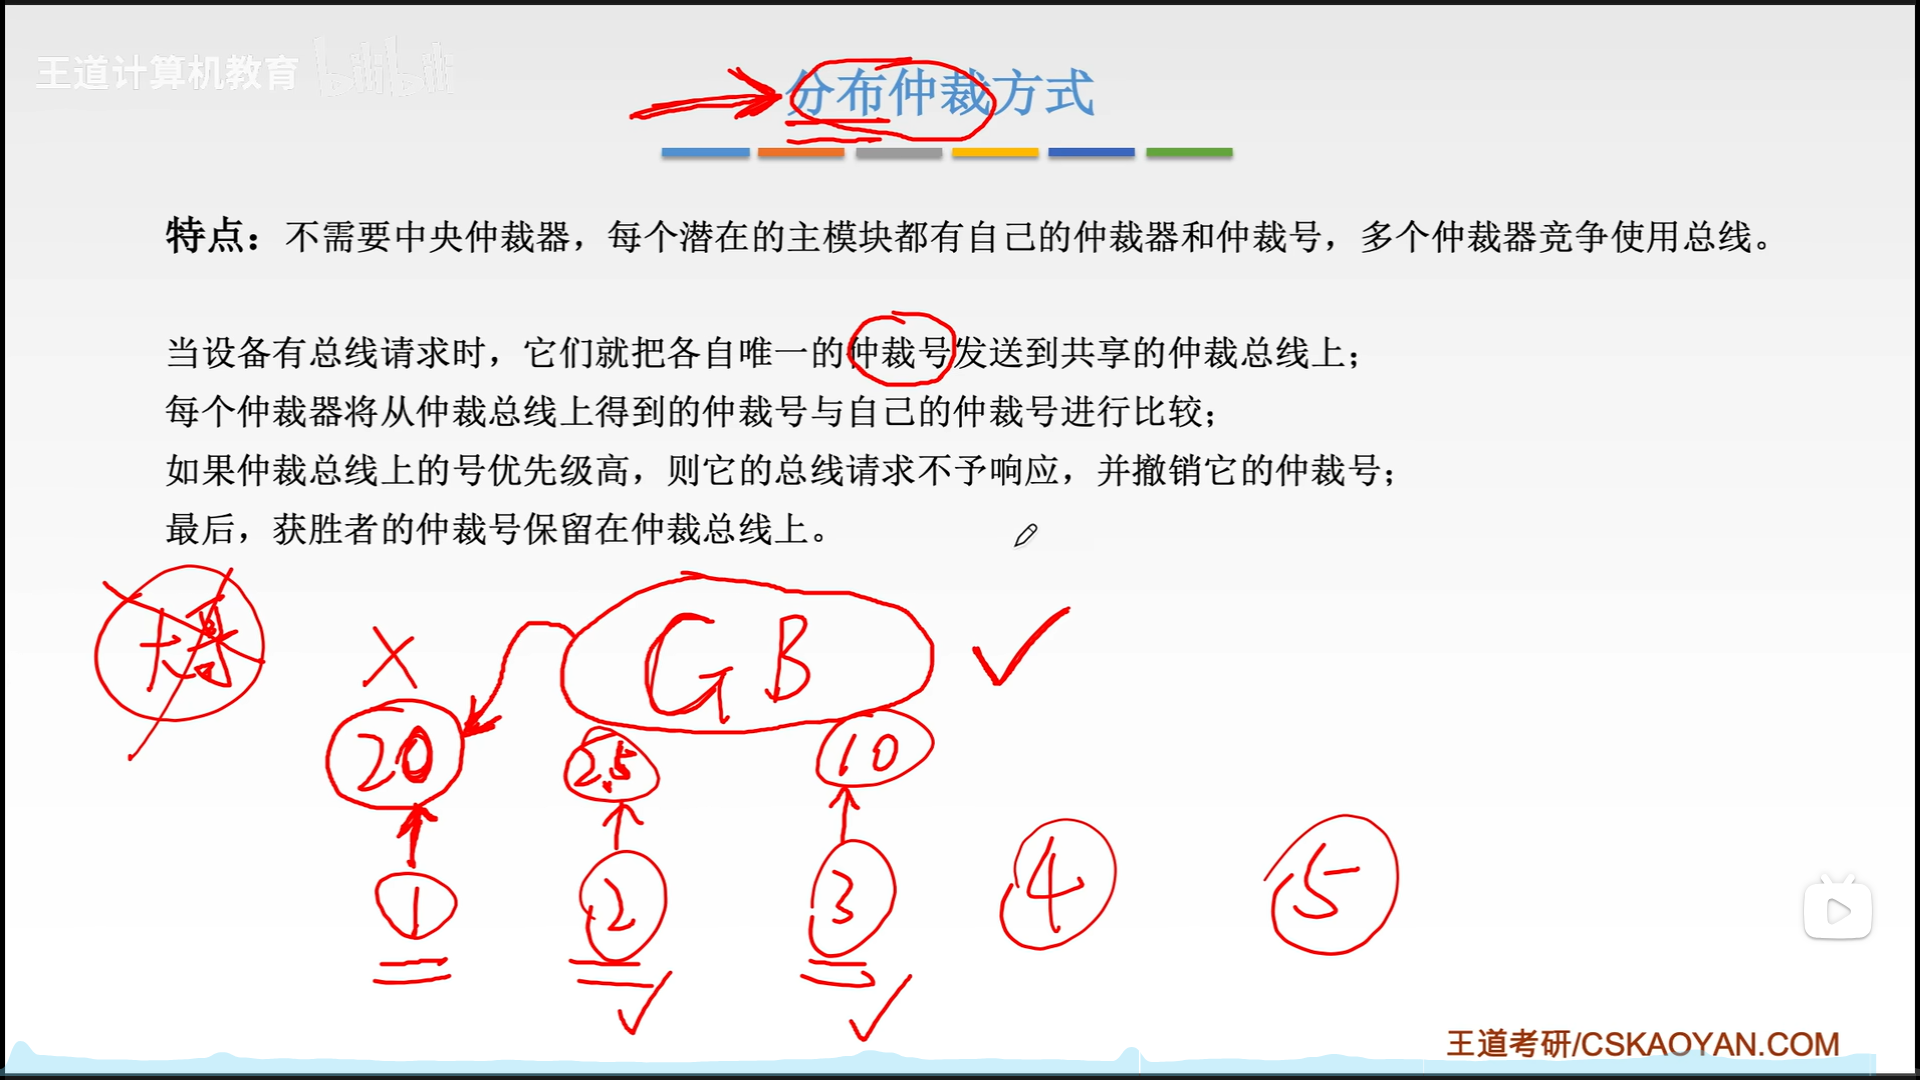 王道计算机教育 bilibili
分布仲裁方式
特点：不需要中央仲裁器，每个潜在的主模块都有自己的仲裁器和仲裁号，多个仲裁器竞争使用总线。
当设备有总线请求时，它们就把各自唯一的仲裁号发送到共享的仲裁总线上；
每个仲裁器将从仲裁总线上得到的仲裁号与自己的仲裁号进行比较；
如果仲裁总线上的号优先级高，则它的总线请求不予响应，并撤销它的仲裁号；
最后，获胜者的仲裁号保留在仲裁总线上。
GB
20 25 10
1 2 3 4 5
王道考研/CSKAOYAN.COM